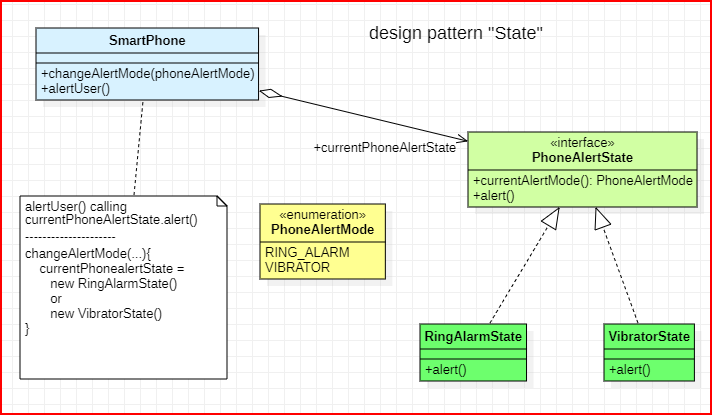 design pattern "State"
SmartPhone
+changeAlertMode(phoneAlertMode)
+alertUser()
+currentPhoneAlertState
«interface»
PhoneAlertState
+currentAlertMode(): PhoneAlertMode
+alert()
alertUser() calling
currentPhoneAlertState.alert()
---------------------
changeAlertMode(...){
currentPhonealertState =
new RingAlarmState()
or
new VibratorState()
}
«enumeration»
PhoneAlertMode
RING_ALARM
VIBRATOR
RingAlarmState
+alert()
VibratorState
+alert()